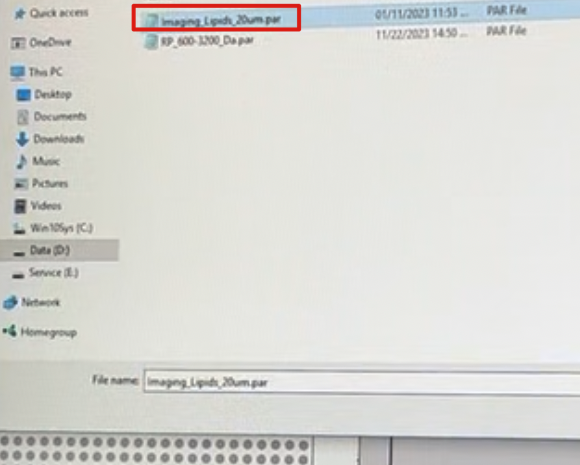 Quick access
Imaging_Lipids_20um.par 01/11/2023 11:53 ... PAR File
OneDrive
RP_600-3200_Da.par 11/22/2023 14:50 ... PAR File
This PC
Desktop
Documents
Downloads
Music
Pictures
Videos
Win10Sys (C:)
Data (D:)
Service (E:)
Network
Homegroup
File name: Imaging_Lipids_20um.par